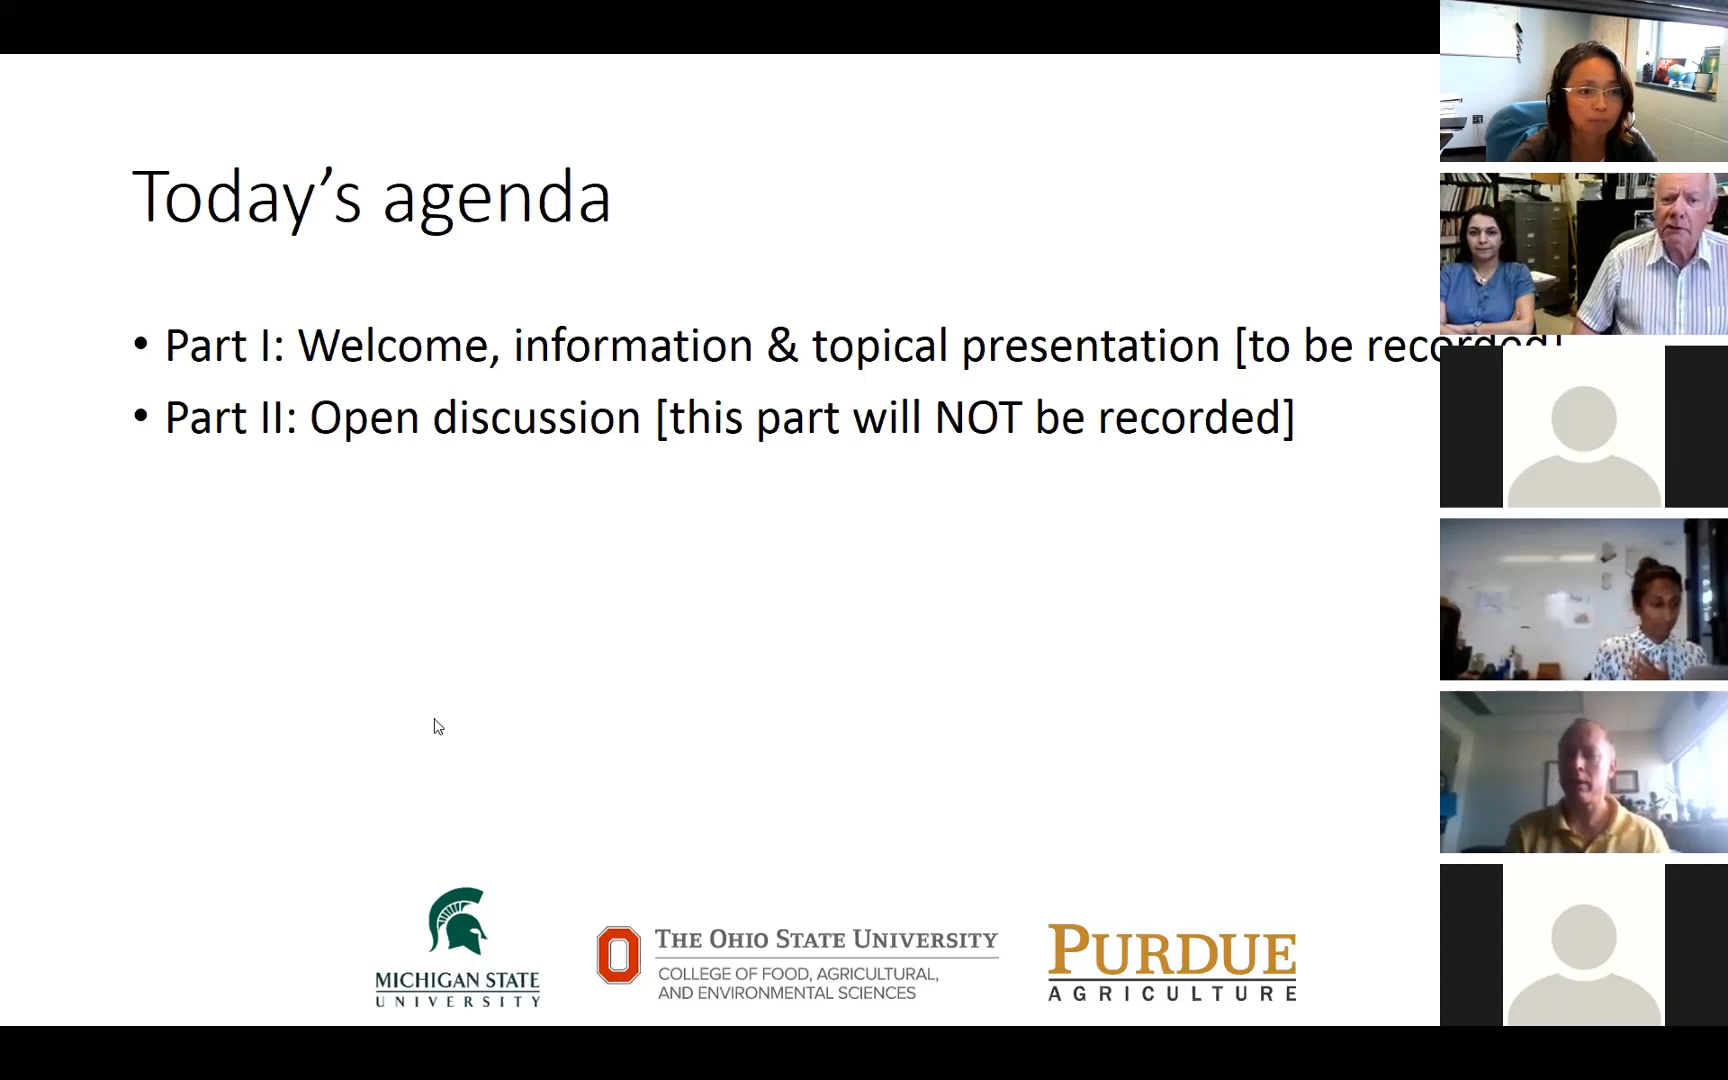 Today’s agenda
• Part I: Welcome, information & topical presentation [to be recorded]
• Part II: Open discussion [this part will NOT be recorded]
MICHIGAN STATE
UNIVERSITY
THE OHIO STATE UNIVERSITY
COLLEGE OF FOOD, AGRICULTURAL,
AND ENVIRONMENTAL SCIENCES
PURDUE
AGRICULTURE